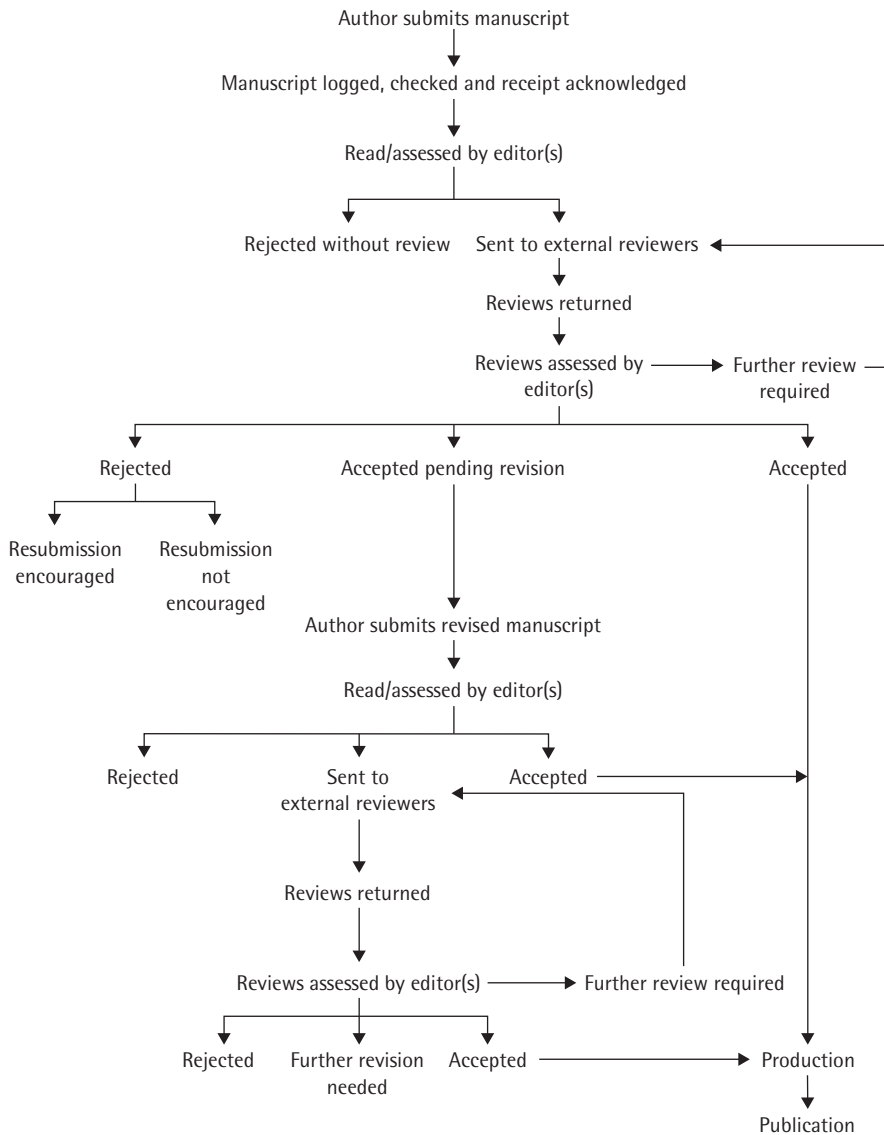 Author submits manuscript
Manuscript logged, checked and receipt acknowledged
Read/assessed by editor(s)
Rejected without review
Sent to external reviewers
Reviews returned
Reviews assessed by
editor(s)
Further review
required
Rejected
Accepted pending revision
Accepted
Resubmission
encouraged
Resubmission
not
encouraged
Author submits revised manuscript
Read/assessed by editor(s)
Rejected
Sent to
external reviewers
Accepted
Reviews returned
Reviews assessed by editor(s)
Further review required
Rejected
Further revision
needed
Accepted
Production
Publication